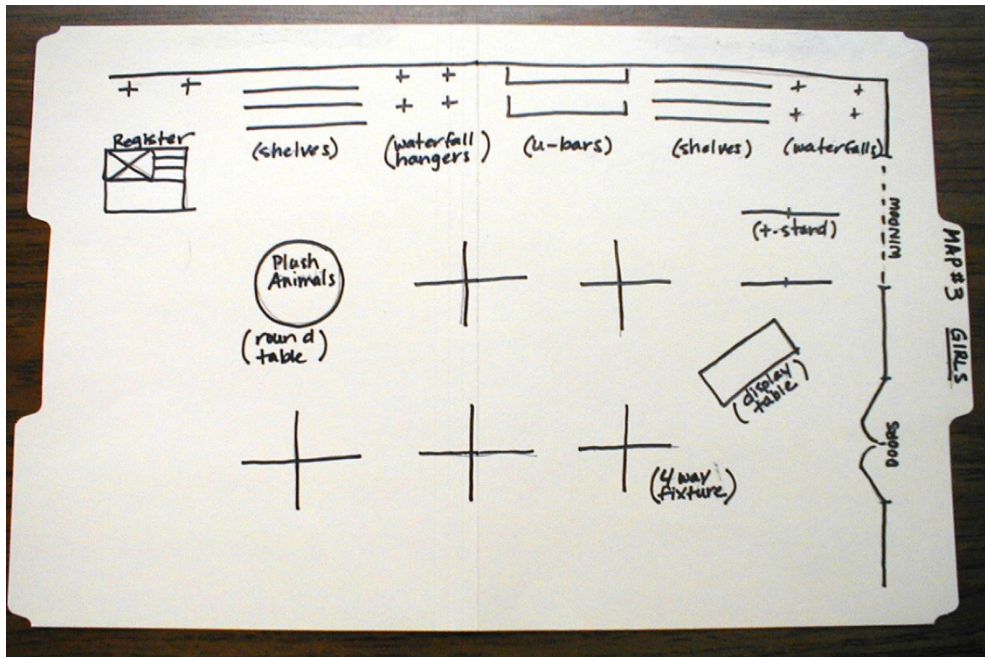 Register
(shelves)
(waterfall
hangers)
(u-bars)
(shelves)
(waterfalls)
WINDOW
(t-stand)
Plush
Animals
(round
table)
(display
table)
DOORS
(4 way
fixture)
MAP #3 GIRLS